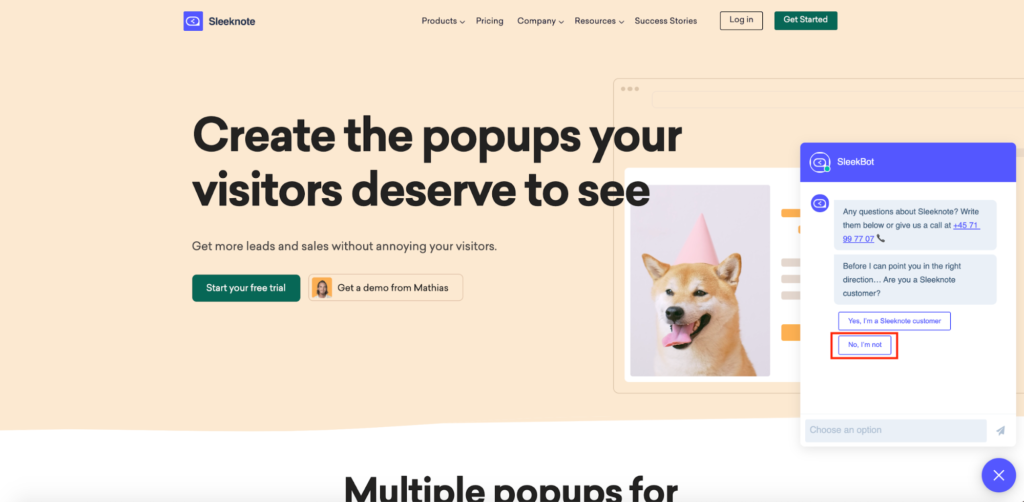 Sleeknote
Products Pricing Company Resources Success Stories Log in Get Started
Create the popups your
visitors deserve to see
Get more leads and sales without annoying your visitors.
Start your free trial
Get a demo from Mathias
SleekBot
Any questions about Sleeknote? Write
them below or give us a call at +45 71
99 77 07
Before I can point you in the right
direction... Are you a Sleeknote
customer?
Yes, I'm a Sleeknote customer
No, I'm not
Choose an option
Multiple popups for